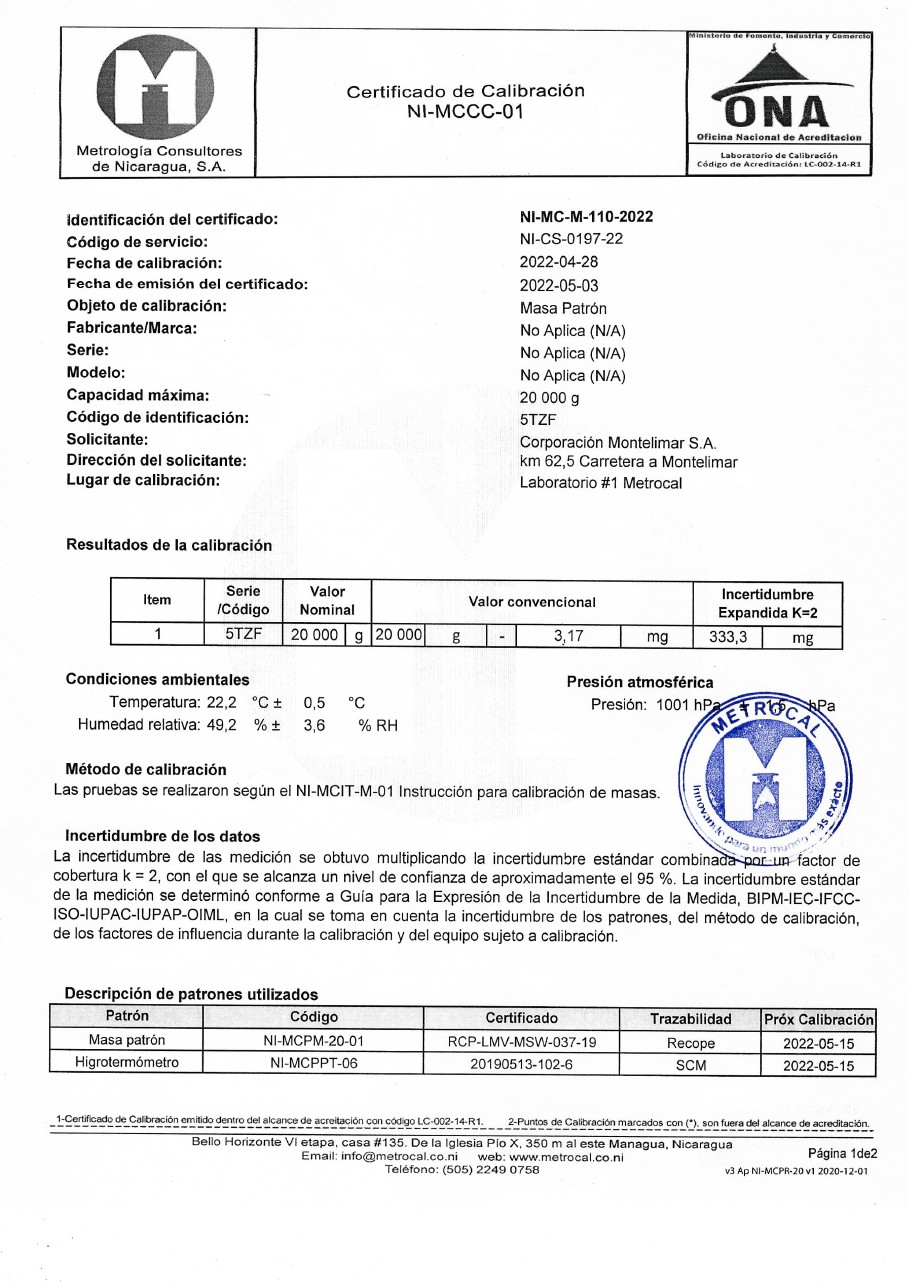 Metrología Consultores
de Nicaragua, S.A.
Certificado de Calibración
NI-MCCC-01
Ministerio de Fomento, Industria y Comercio
ONA
Oficina Nacional de Acreditacion
Laboratorio de Calibración
Código de Acreditación: LC-002-14-R1
Identificación del certificado: NI-MC-M-110-2022
Código de servicio: NI-CS-0197-22
Fecha de calibración: 2022-04-28
Fecha de emisión del certificado: 2022-05-03
Objeto de calibración: Masa Patrón
Fabricante/Marca: No Aplica (N/A)
Serie: No Aplica (N/A)
Modelo: No Aplica (N/A)
Capacidad máxima: 20 000 g
Código de identificación: 5TZF
Solicitante: Corporación Montelimar S.A.
Dirección del solicitante: km 62,5 Carretera a Montelimar
Lugar de calibración: Laboratorio #1 Metrocal
Resultados de la calibración
Item Serie /Código Valor Nominal Valor convencional Incertidumbre Expandida K=2
1 5TZF 20 000 g 20 000 g - 3,17 mg 333,3 mg
Condiciones ambientales Presión atmosférica
Temperatura: 22,2 °C ± 0,5 °C Presión: 1001 hPa ± 1,5 hPa
Humedad relativa: 49,2 % ± 3,6 % RH
METROCAL
Innovando para un mundo más exacto
Método de calibración
Las pruebas se realizaron según el NI-MCIT-M-01 Instrucción para calibración de masas.
Incertidumbre de los datos
La incertidumbre de las medición se obtuvo multiplicando la incertidumbre estándar combinada por un factor de
cobertura k = 2, con el que se alcanza un nivel de confianza de aproximadamente el 95 %. La incertidumbre estándar
de la medición se determinó conforme a Guía para la Expresión de la Incertidumbre de la Medida, BIPM-IEC-IFCC-
ISO-IUPAC-IUPAP-OIML, en la cual se toma en cuenta la incertidumbre de los patrones, del método de calibración,
de los factores de influencia durante la calibración y del equipo sujeto a calibración.
Descripción de patrones utilizados
Patrón Código Certificado Trazabilidad Próx Calibración
Masa patrón NI-MCPM-20-01 RCP-LMV-MSW-037-19 Recope 2022-05-15
Higrotermómetro NI-MCPPT-06 20190513-102-6 SCM 2022-05-15
1-Certificado de Calibración emitido dentro del alcance de acreitación con código LC-002-14-R1. 2-Puntos de Calibración marcados con (*), son fuera del alcance de acreditación.
Bello Horizonte VI etapa, casa #135. De la Iglesia Pío X, 350 m al este Managua, Nicaragua
Email: info@metrocal.co.ni web: www.metrocal.co.ni
Teléfono: (505) 2249 0758
Página 1de2
v3 Ap NI-MCPR-20 v1 2020-12-01